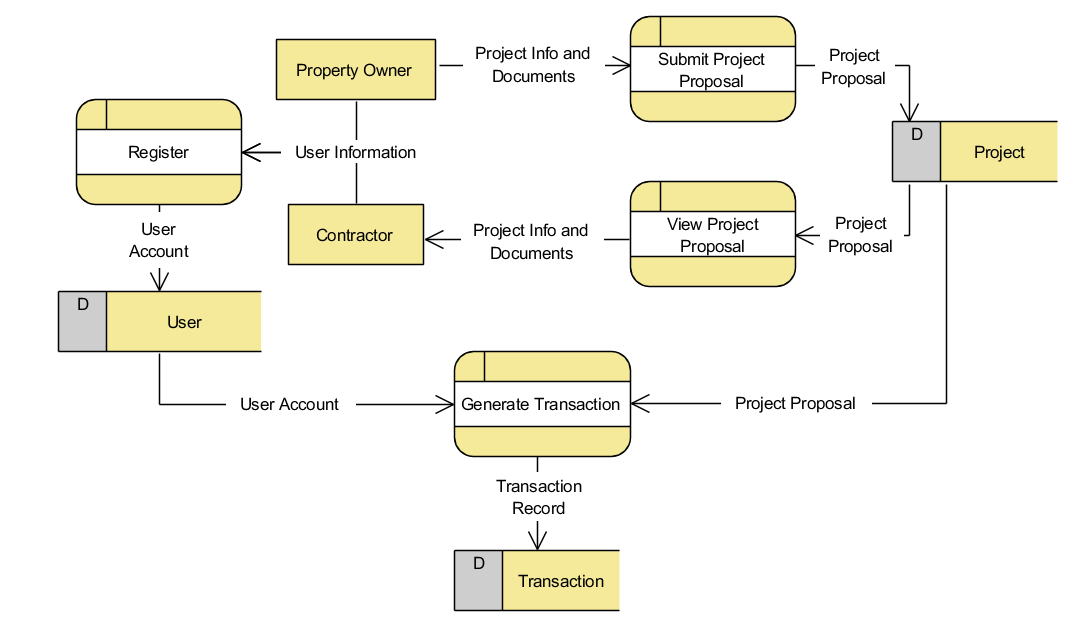 Property Owner
Project Info and
Documents
Submit Project
Proposal
Project
Proposal
D
Project
Register
User Information
User
Account
Contractor
Project Info and
Documents
View Project
Proposal
Project
Proposal
D
User
User Account
Generate Transaction
Project Proposal
Transaction
Record
D
Transaction